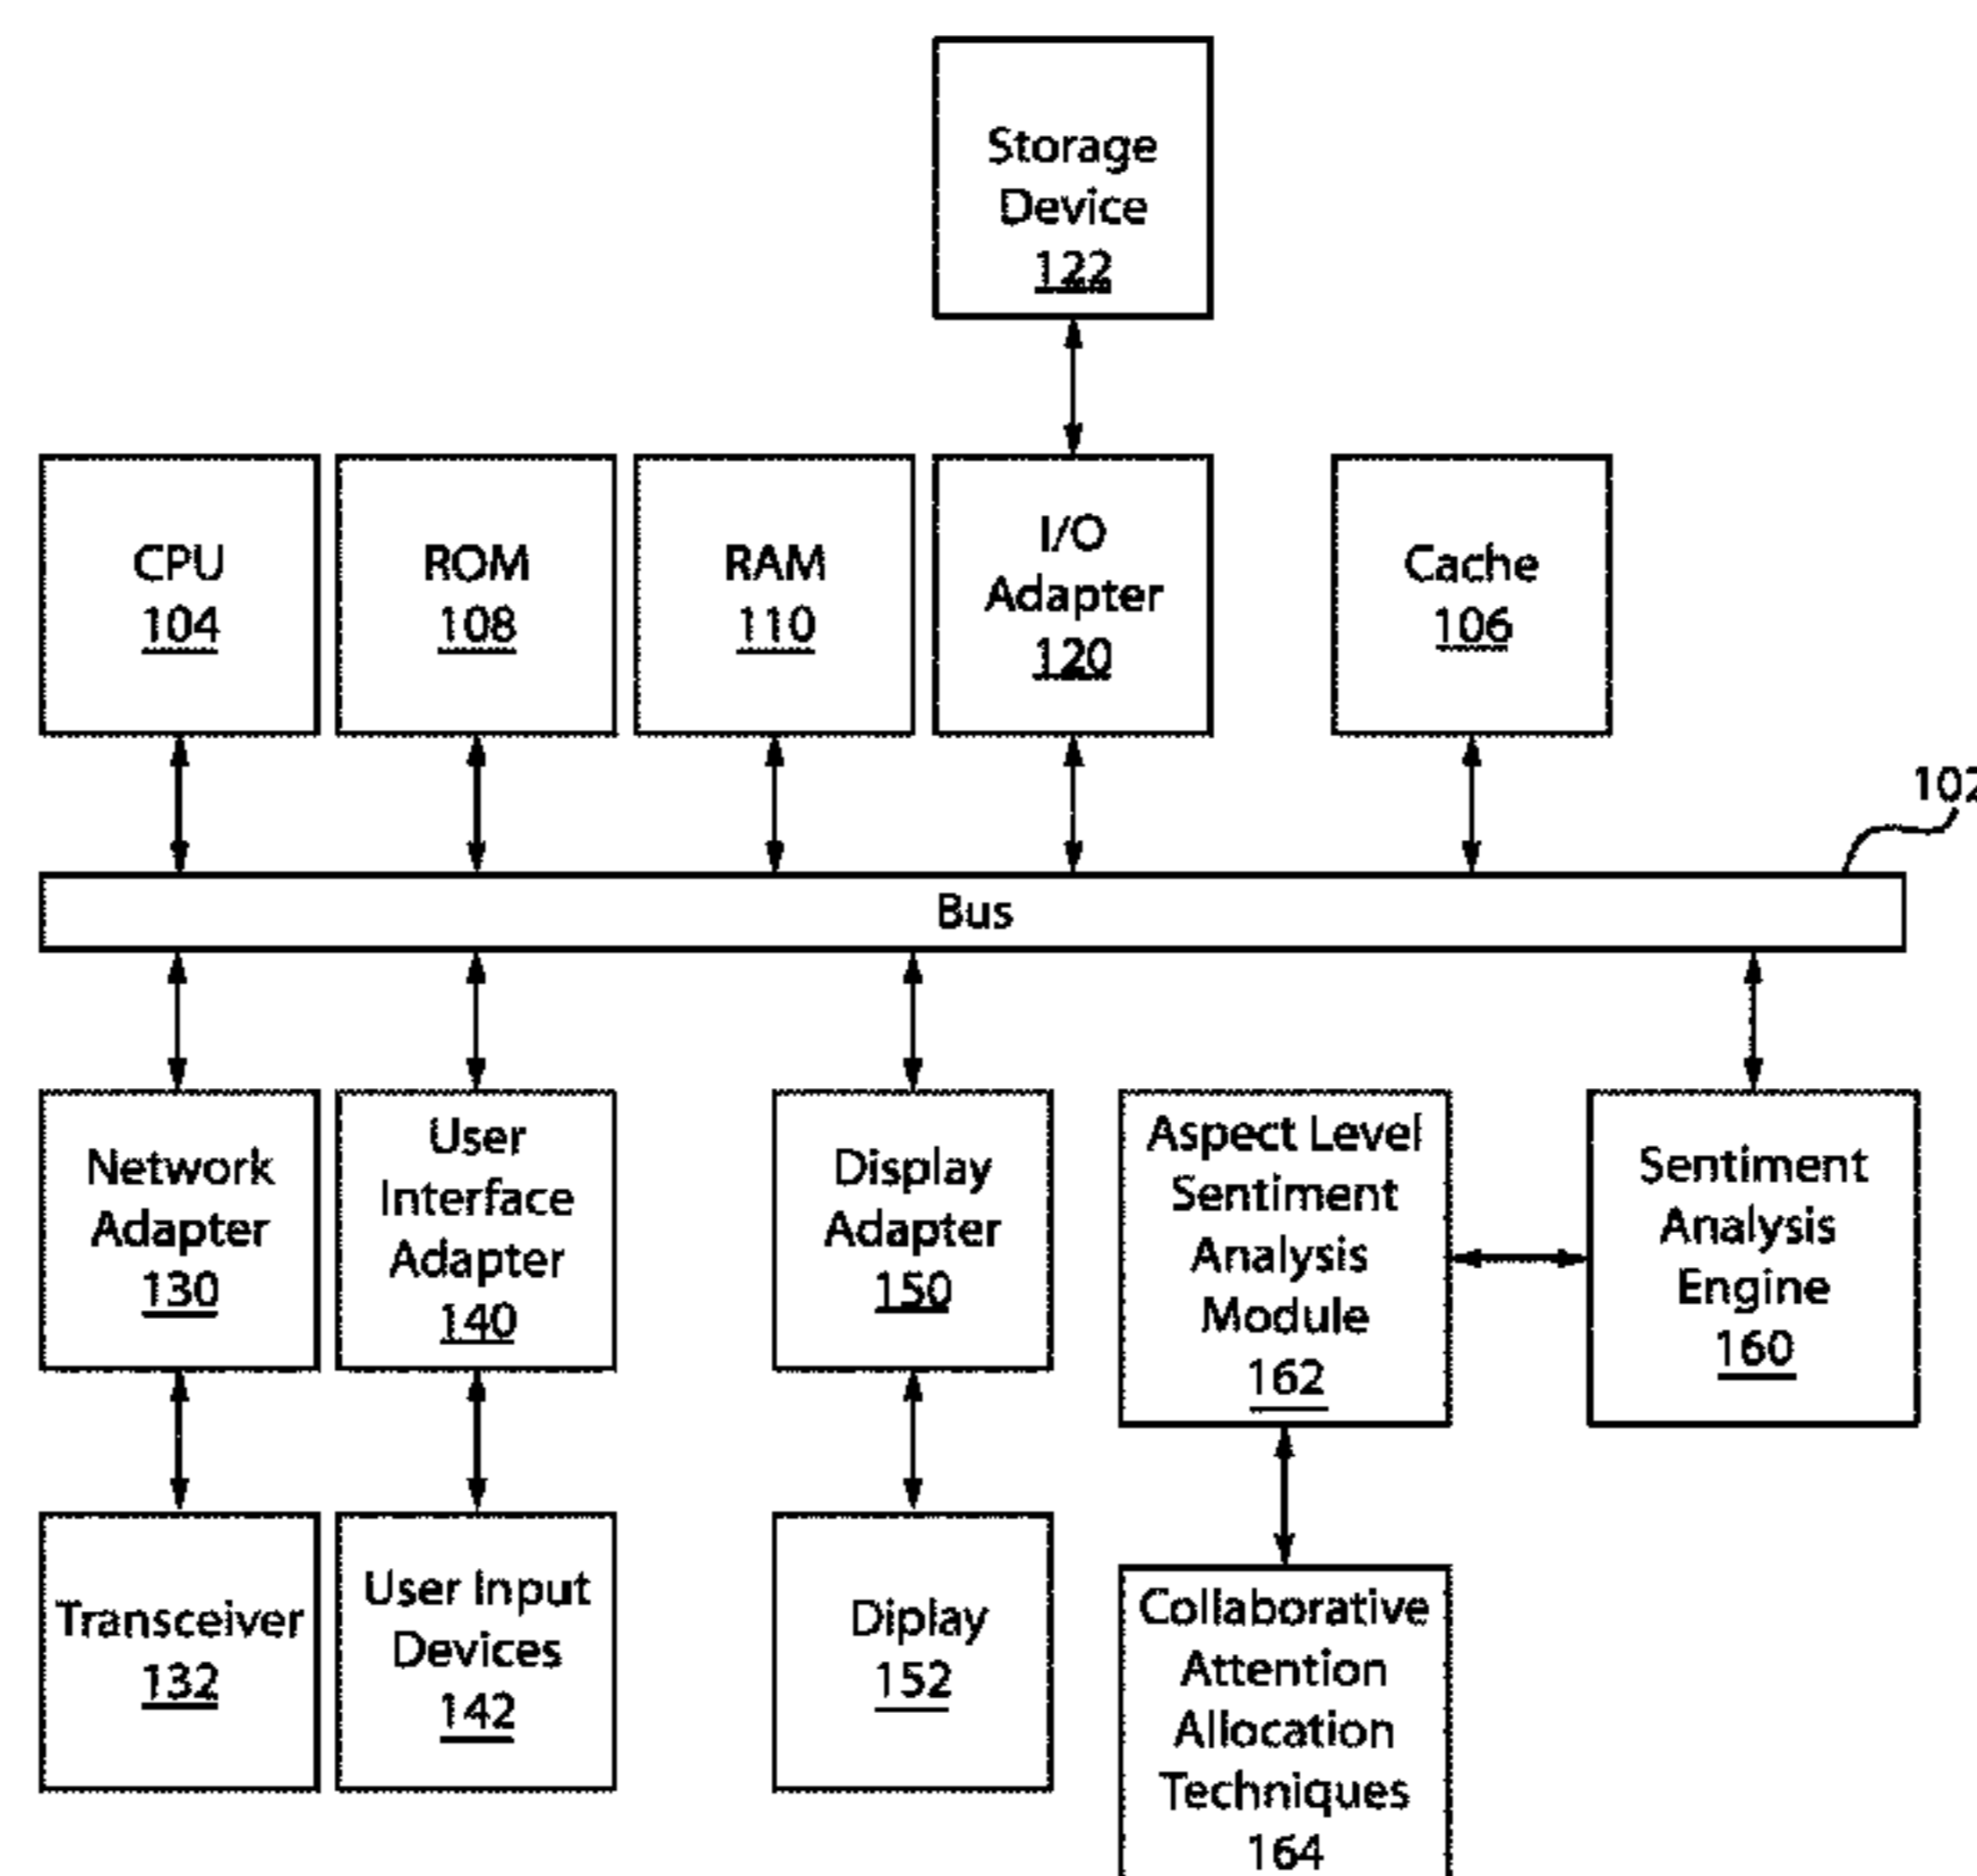 Storage
Device
122
CPU
104
ROM
108
RAM
110
I/O
Adapter
120
Cache
106
102
Bus
Network
Adapter
130
User
Interface
Adapter
140
Display
Adapter
150
Aspect Level
Sentiment
Analysis
Module
162
Sentiment
Analysis
Engine
160
Transceiver
132
User Input
Devices
142
Diplay
152
Collaborative
Attention
Allocation
Techniques
164